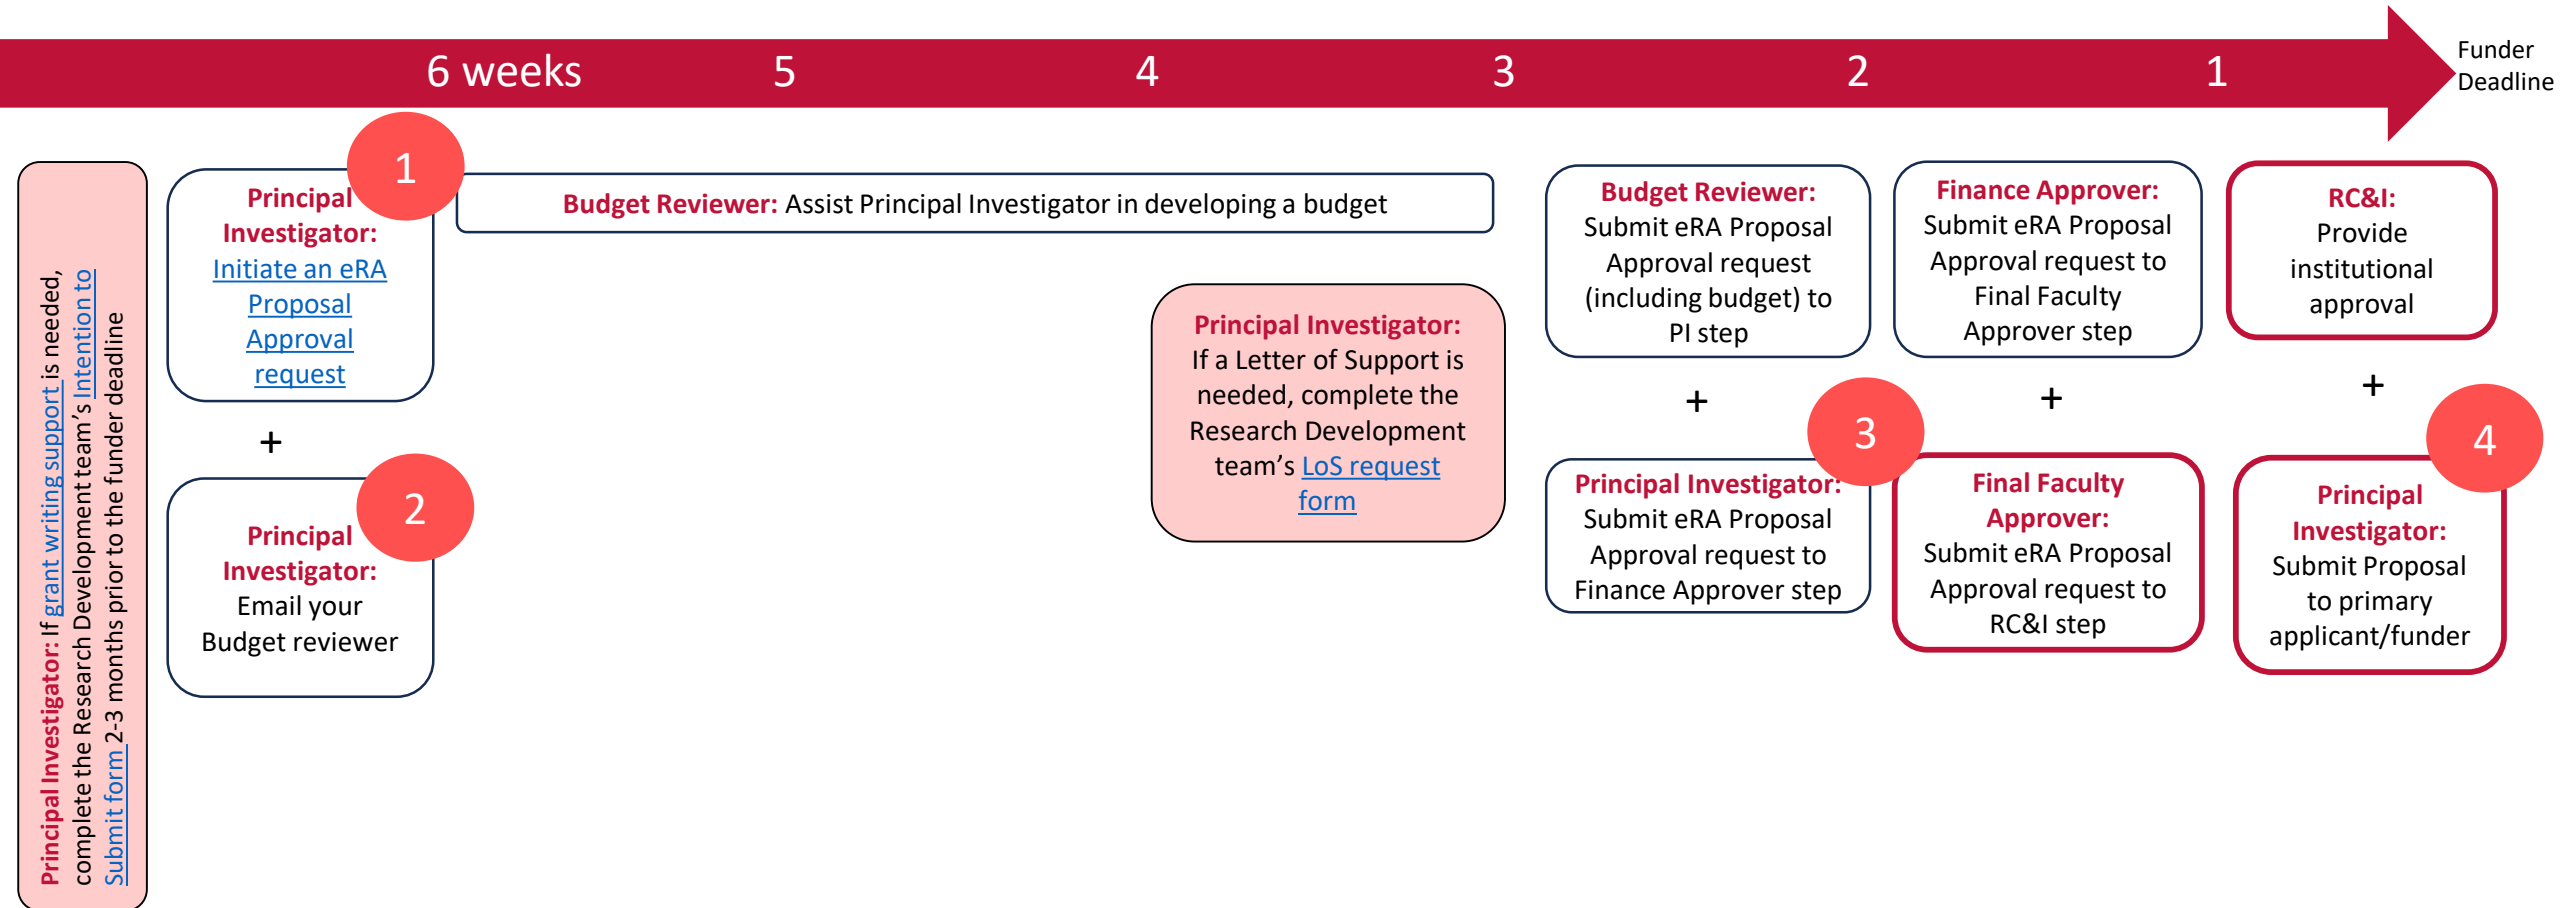 6 weeks
5
4
3
2
1
Funder
Deadline
Principal Investigator: If grant writing support is needed,
complete the Research Development team’s Intention to
Submit form 2-3 months prior to the funder deadline
1
Principal
Investigator:
Initiate an eRA
Proposal
Approval
request
+
2
Principal
Investigator:
Email your
Budget reviewer
Budget Reviewer: Assist Principal Investigator in developing a budget
Principal Investigator:
If a Letter of Support is
needed, complete the
Research Development
team’s LoS request
form
Budget Reviewer:
Submit eRA Proposal
Approval request
(including budget) to
PI step
+
3
Principal Investigator:
Submit eRA Proposal
Approval request to
Finance Approver step
Finance Approver:
Submit eRA Proposal
Approval request to
Final Faculty
Approver step
+
Final Faculty
Approver:
Submit eRA Proposal
Approval request to
RC&I step
RC&I:
Provide
institutional
approval
+
4
Principal
Investigator:
Submit Proposal
to primary
applicant/funder